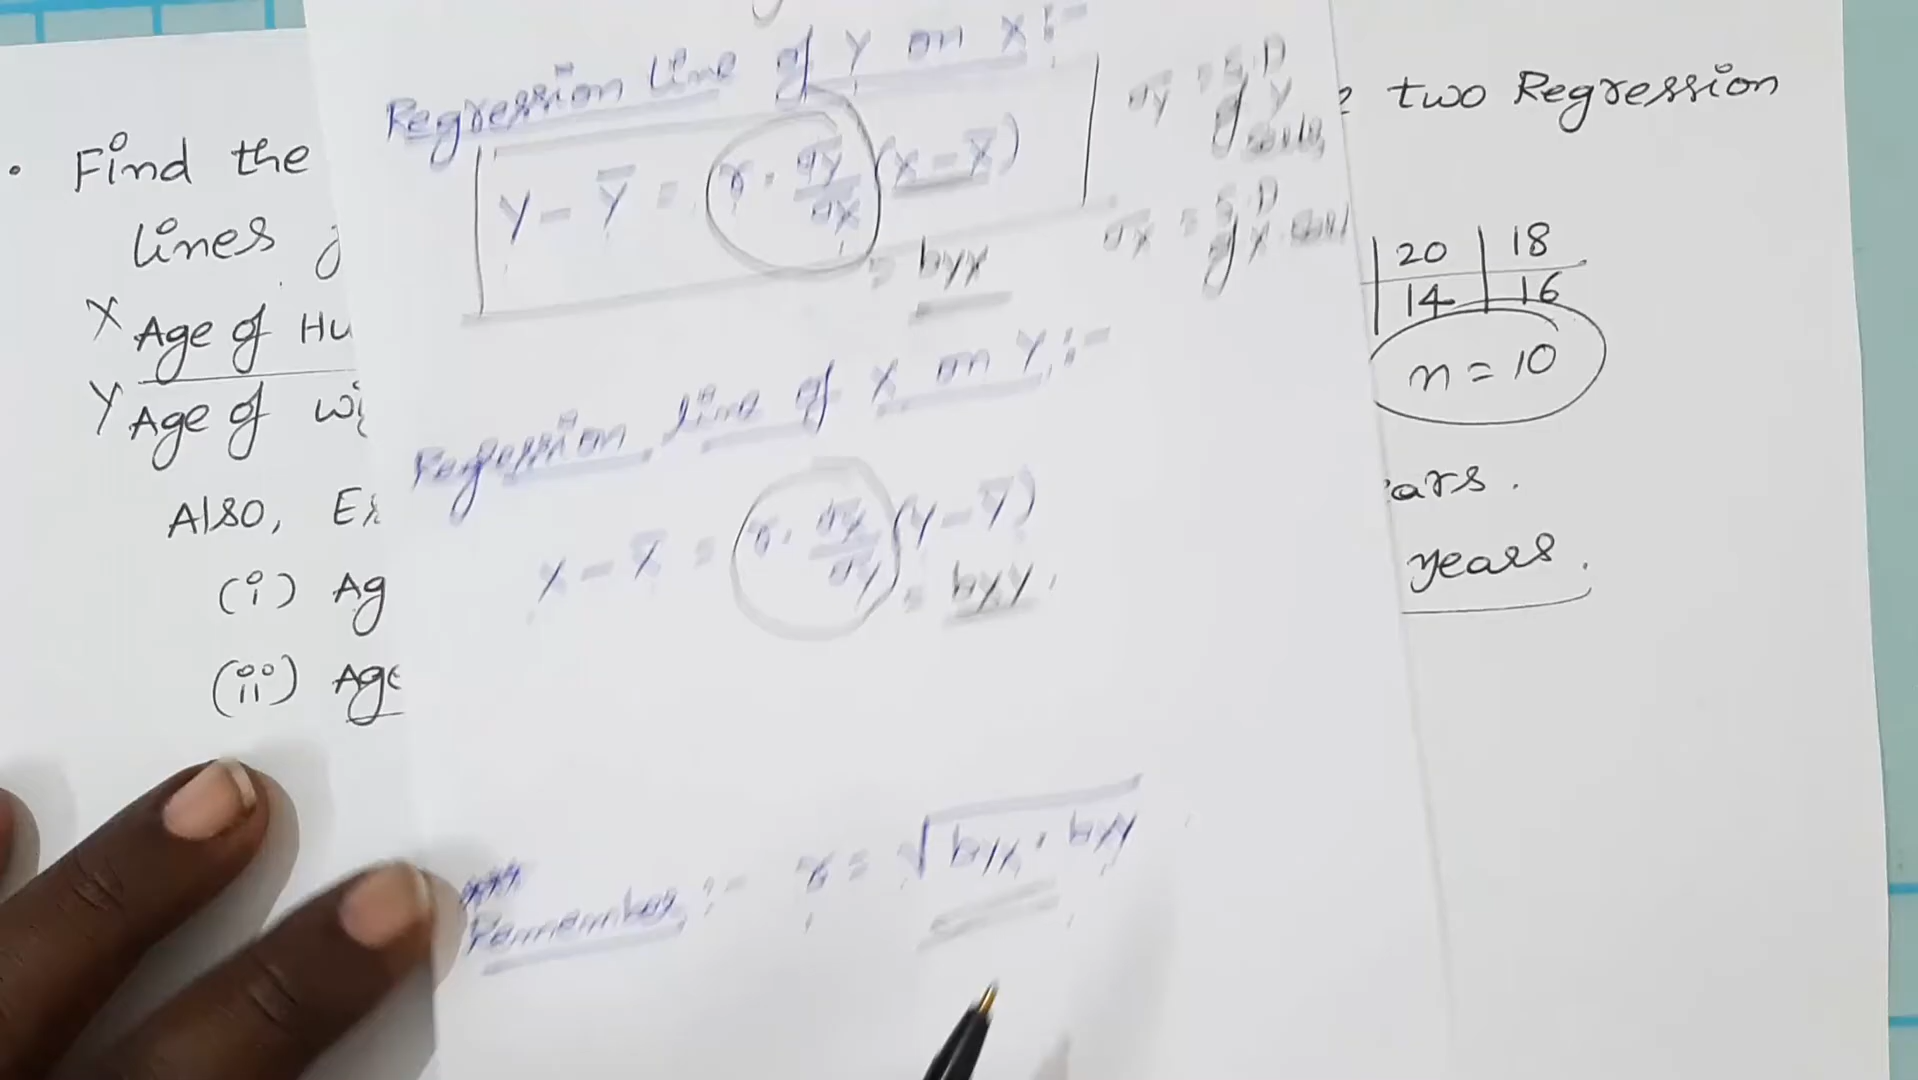 Regression line of Y on X :-
Y - Y̅ = r · σy/σx (X - X̅)
= byx
σy = S.D of Y series
σx = S.D of X
Regression line of X on Y :-
X - X̅ = r · σx/σy (Y - Y̅)
= bxy
Remember :- r = √byx · bxy
two Regression
• Find the
lines
X Age of Hu
Y Age of wi
20 | 18
14 | 16
n = 10
Also, Ex
(i) Ag
ars.
(ii) Age
years.